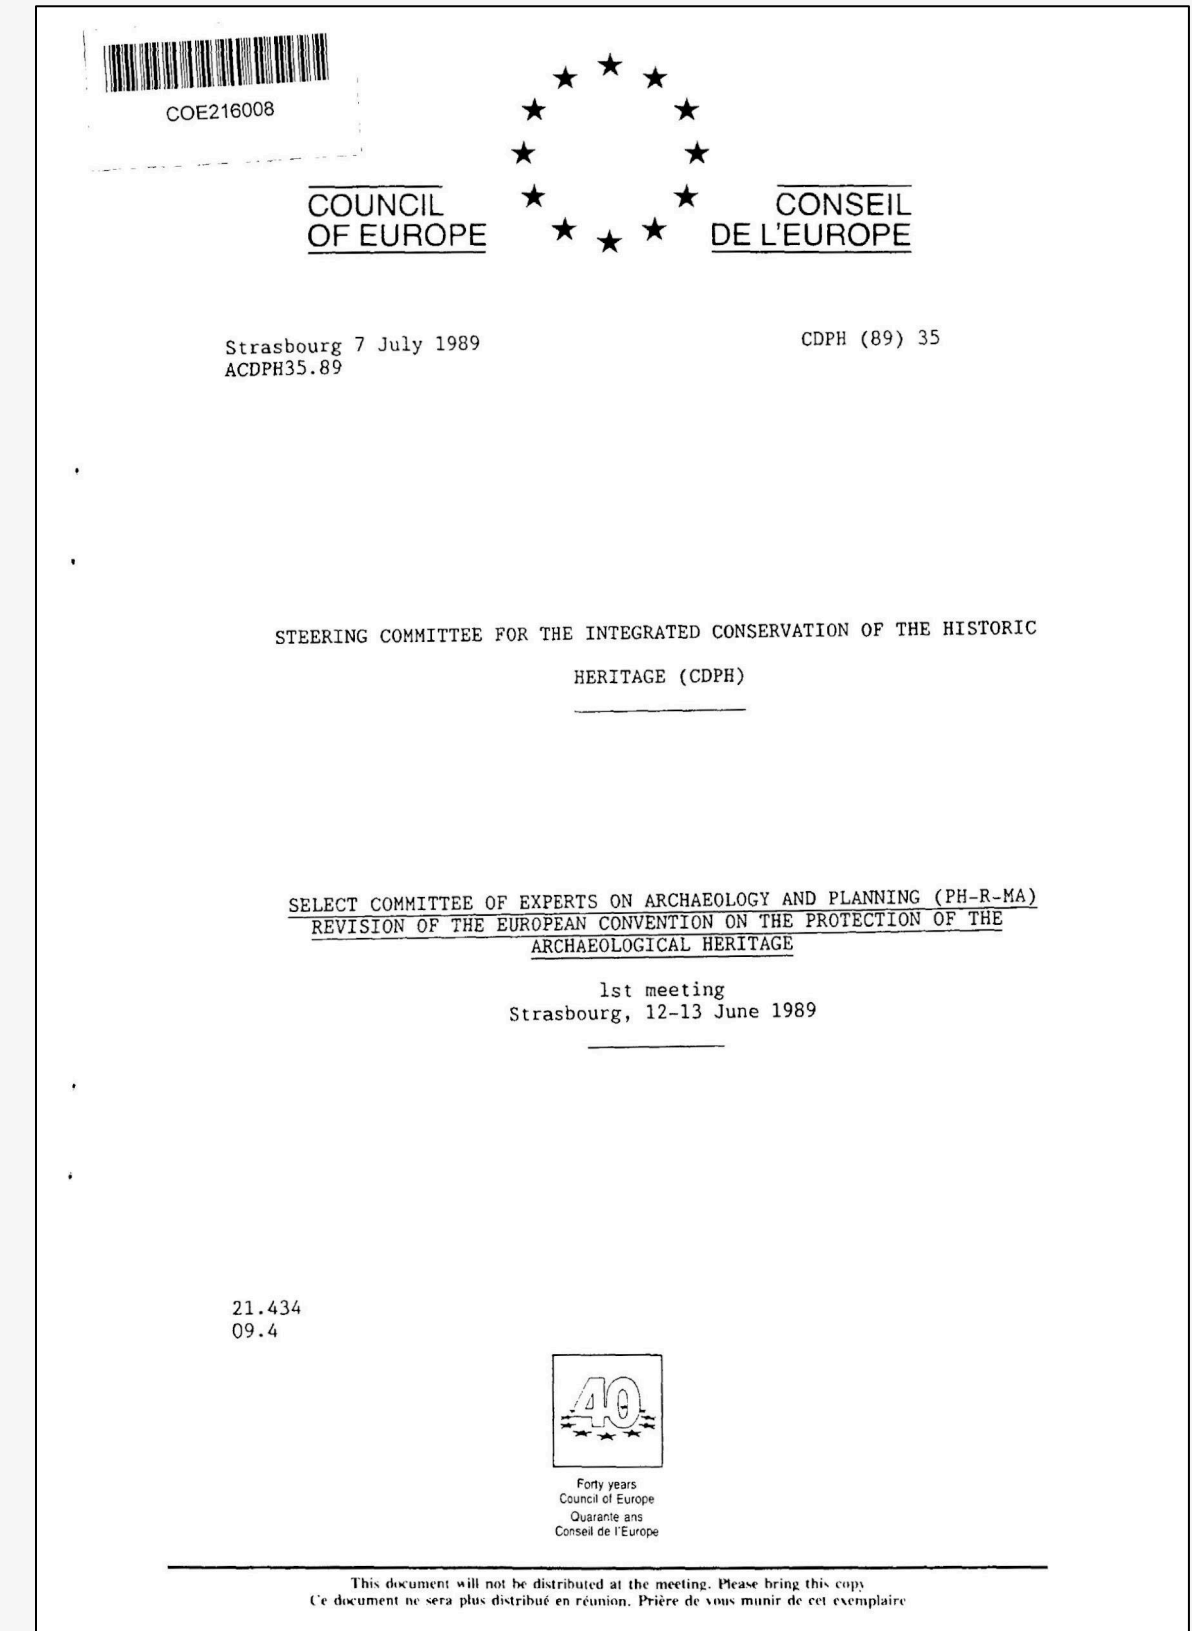 COE216008
COUNCIL
OF EUROPE
CONSEIL
DE L'EUROPE
Strasbourg 7 July 1989
CDPH (89) 35
ACDPH35.89
STEERING COMMITTEE FOR THE INTEGRATED CONSERVATION OF THE HISTORIC
HERITAGE (CDPH)
SELECT COMMITTEE OF EXPERTS ON ARCHAEOLOGY AND PLANNING (PH-R-MA)
REVISION OF THE EUROPEAN CONVENTION ON THE PROTECTION OF THE
ARCHAEOLOGICAL HERITAGE
1st meeting
Strasbourg, 12-13 June 1989
21.434
09.4
40
Forty years
Council of Europe
Quarante ans
Conseil de l'Europe
This document will not be distributed at the meeting. Please bring this copy
Ce document ne sera plus distribué en réunion. Prière de vous munir de cet exemplaire